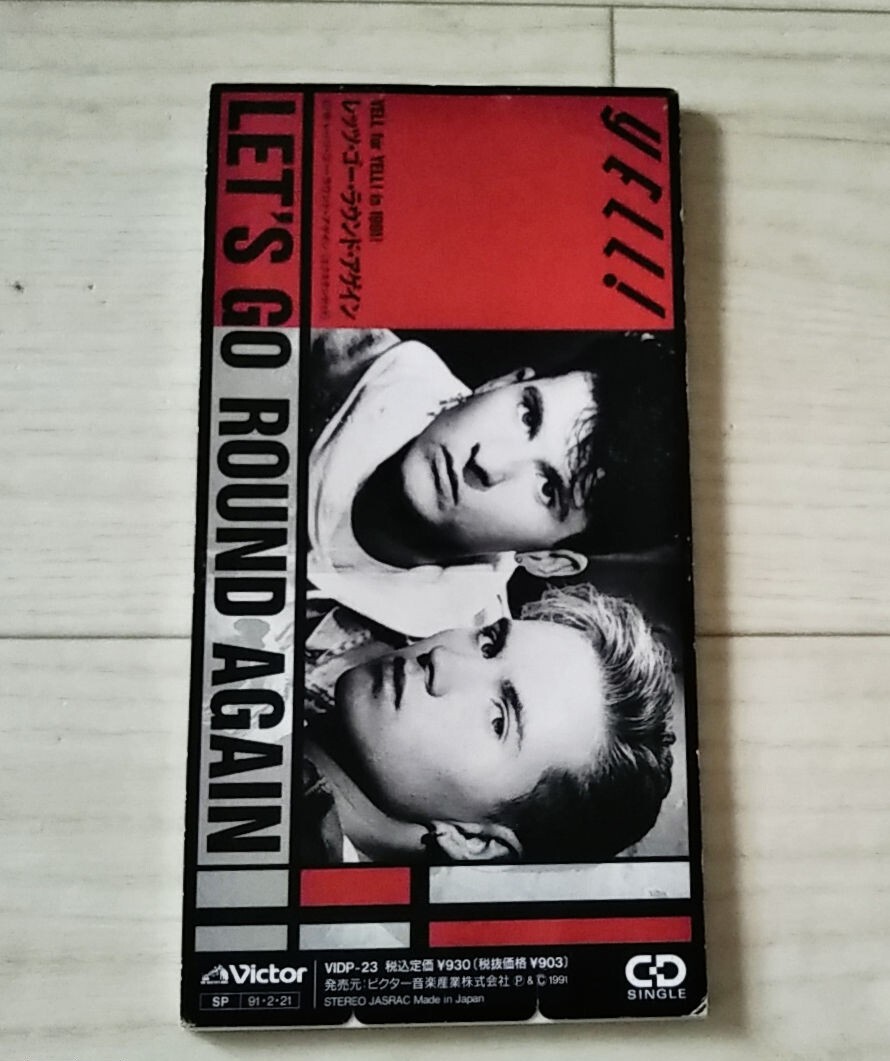 yell!
YELL for YELL! in 1991!
レッツ・ゴー・ラウンド・アゲイン
LET'S GO ROUND AGAIN
Victor
SP 91・2・21
VIDP-23 税込定価 ¥930(税抜価格 ¥903)
発売元:ビクター音楽産業株式会社 Ⓟ & Ⓒ 1991
STEREO JASRAC Made in Japan
CD
SINGLE